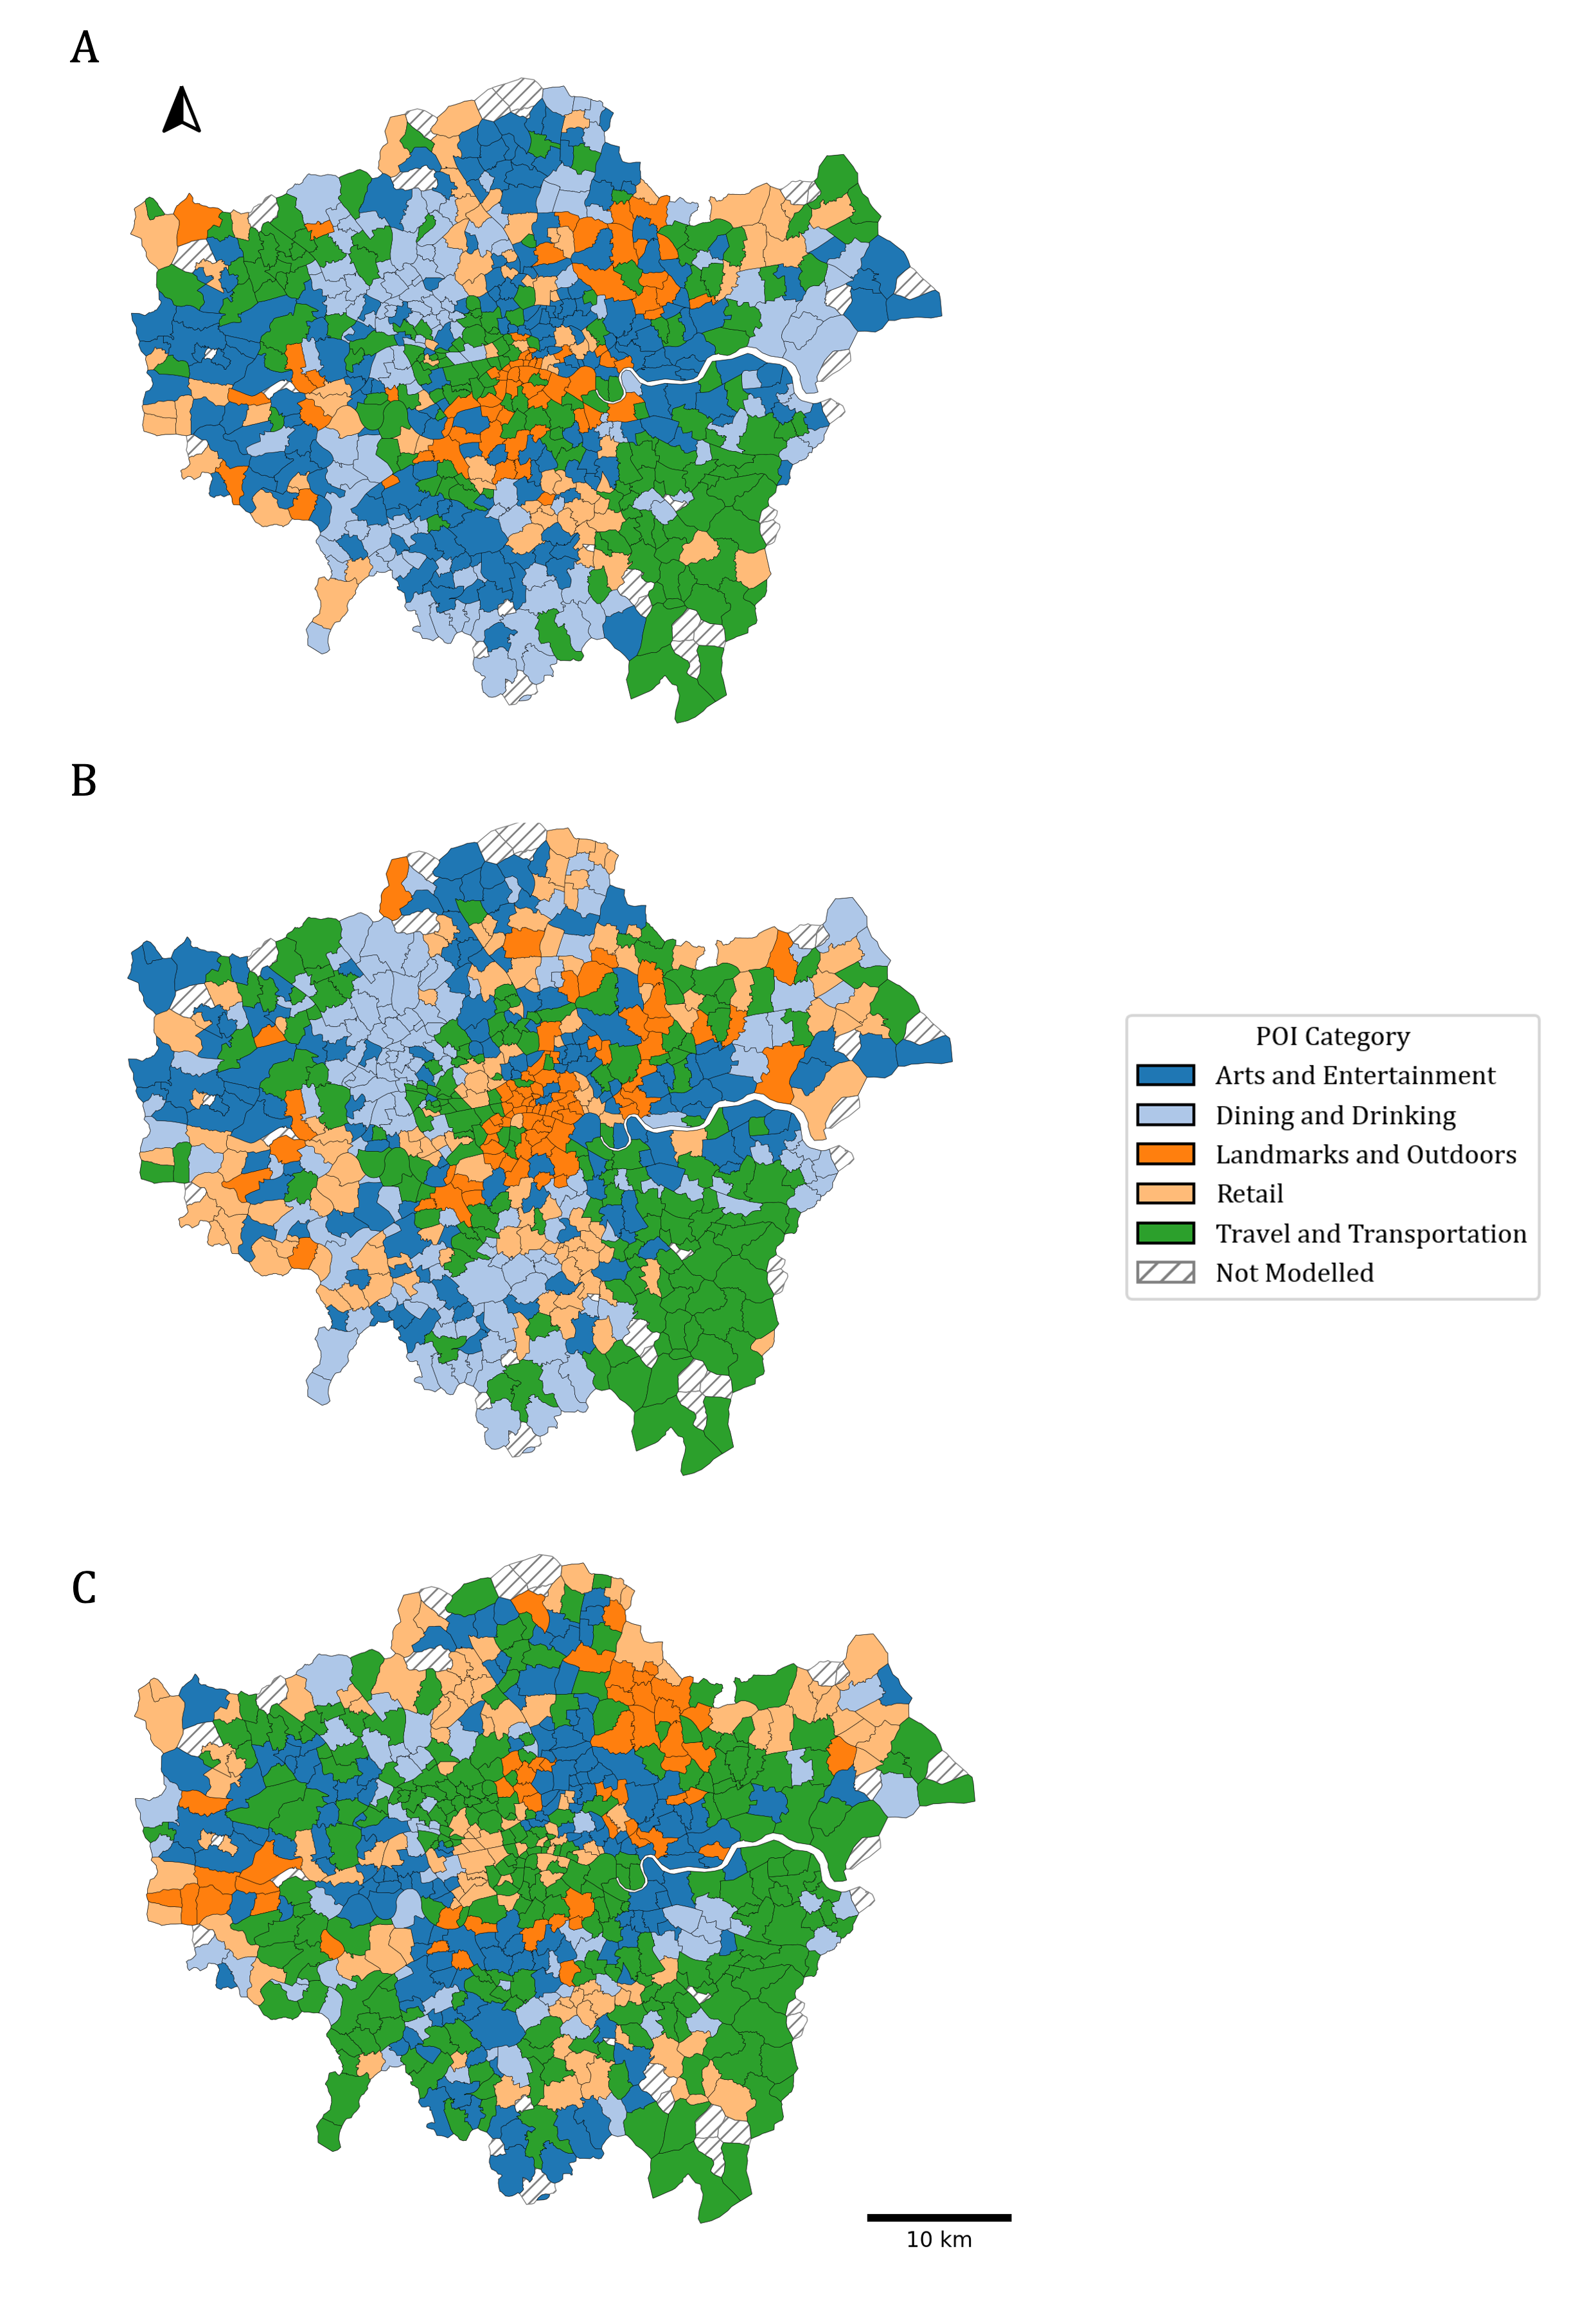 A
B
POI Category
Arts and Entertainment
Dining and Drinking
Landmarks and Outdoors
Retail
Travel and Transportation
Not Modelled
C
10 km